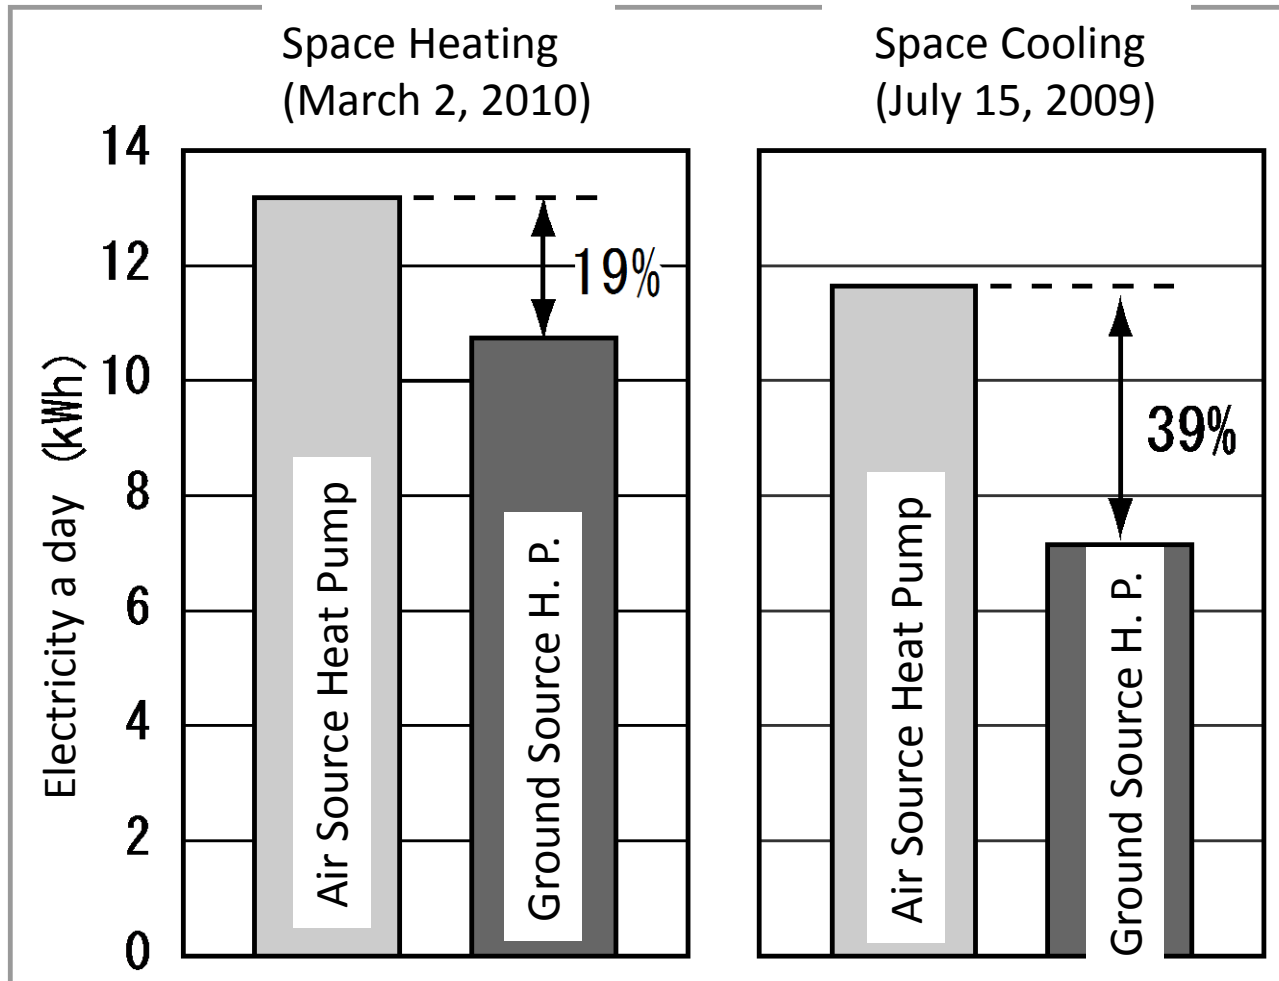 Space Heating
(March 2, 2010)
Space Cooling
(July 15, 2009)
Electricity a day (kWh)
14
12
10
8
6
4
2
0
19%
Air Source Heat Pump
Ground Source H. P.
39%
Air Source Heat Pump
Ground Source H. P.